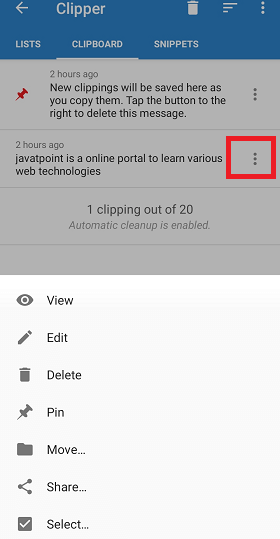 Clipper
LISTS CLIPBOARD SNIPPETS
2 hours ago
New clippings will be saved here as
you copy them. Tap the button to the
right to delete this message.
2 hours ago
javatpoint is a online portal to learn various
web technologies
1 clipping out of 20
Automatic cleanup is enabled.
View
Edit
Delete
Pin
Move...
Share...
Select...